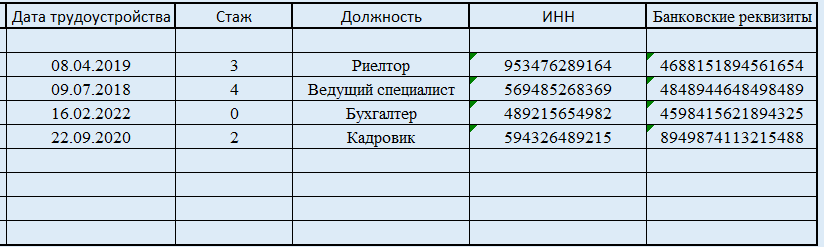 Дата трудоустройства Стаж Должность ИНН Банковские реквизиты
08.04.2019 3 Риелтор 953476289164 4688151894561654
09.07.2018 4 Ведущий специалист 569485268369 4848944648498489
16.02.2022 0 Бухгалтер 489215654982 4598415621894325
22.09.2020 2 Кадровик 594326489215 8949874113215488